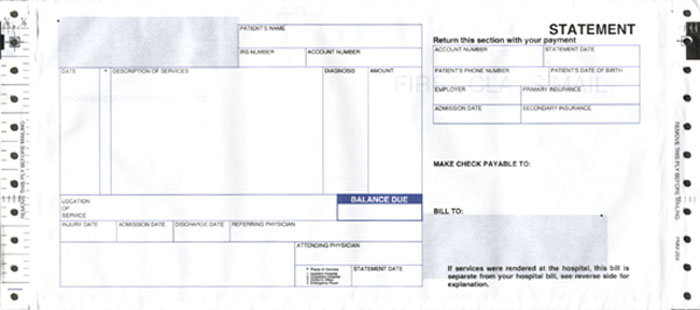 PATIENT'S NAME
IRS NUMBER
ACCOUNT NUMBER
DATE
*
DESCRIPTION OF SERVICES
DIAGNOSIS
AMOUNT
LOCATION
OF
SERVICE
BALANCE DUE
INJURY DATE
ADMISSION DATE
DISCHARGE DATE
REFERRING PHYSICIAN
ATTENDING PHYSICIAN
STATEMENT DATE
STATEMENT
Return this section with your payment
ACCOUNT NUMBER
STATEMENT DATE
PATIENT'S PHONE NUMBER
PATIENT'S DATE OF BIRTH
EMPLOYER
PRIMARY INSURANCE
ADMISSION DATE
SECONDARY INSURANCE
MAKE CHECK PAYABLE TO:
BILL TO:
If services were rendered at the hospital, this bill is
separate from your hospital bill, see reverse side for
explanation.
REMOVE THIS PLY BEFORE MAILING
REMOVE THIS PLY BEFORE MAILING